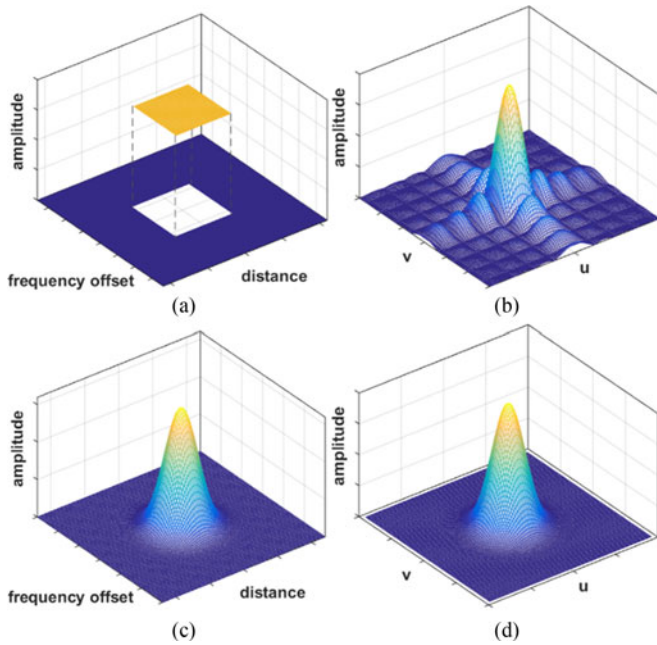 amplitude
frequency offset
distance
(a)
amplitude
v
u
(b)
amplitude
frequency offset
distance
(c)
amplitude
v
u
(d)